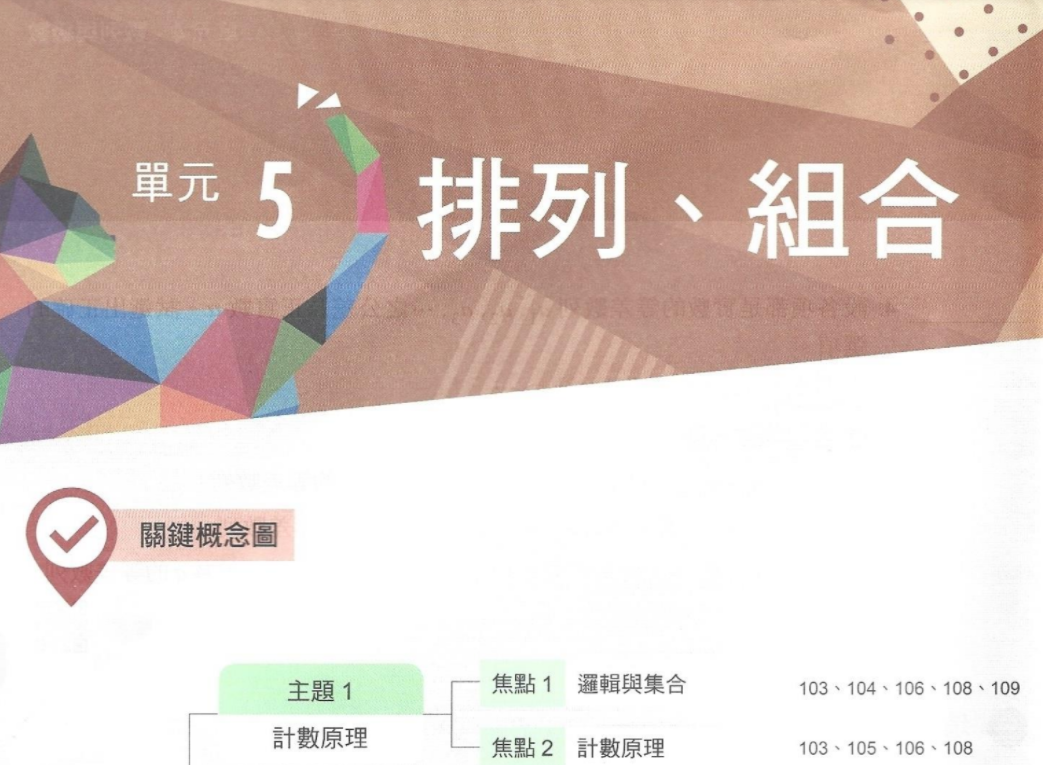 單元 5 排列、組合
關鍵概念圖
主題 1
計數原理
焦點 1 邏輯與集合 103、104、106、108、109
焦點 2 計數原理 103、105、106、108